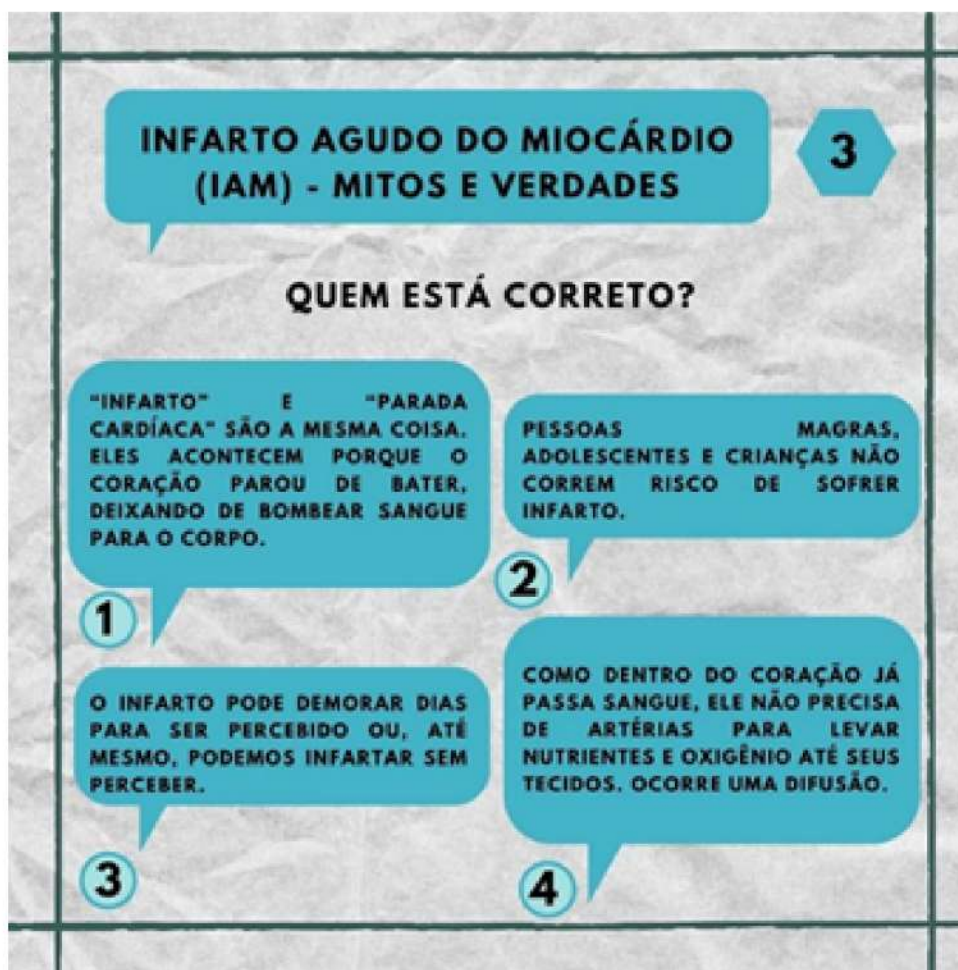 INFARTO AGUDO DO MIOCÁRDIO
(IAM) - MITOS E VERDADES
3
QUEM ESTÁ CORRETO?
"INFARTO" E "PARADA
CARDÍACA" SÃO A MESMA COISA.
ELES ACONTECEM PORQUE O
CORAÇÃO PAROU DE BATER,
DEIXANDO DE BOMBEAR SANGUE
PARA O CORPO.
1
PESSOAS MAGRAS,
ADOLESCENTES E CRIANÇAS NÃO
CORREM RISCO DE SOFRER
INFARTO.
2
O INFARTO PODE DEMORAR DIAS
PARA SER PERCEBIDO OU, ATÉ
MESMO, PODEMOS INFARTAR SEM
PERCEBER.
3
COMO DENTRO DO CORAÇÃO JÁ
PASSA SANGUE, ELE NÃO PRECISA
DE ARTÉRIAS PARA LEVAR
NUTRIENTES E OXIGÊNIO ATÉ SEUS
TECIDOS. OCORRE UMA DIFUSÃO.
4